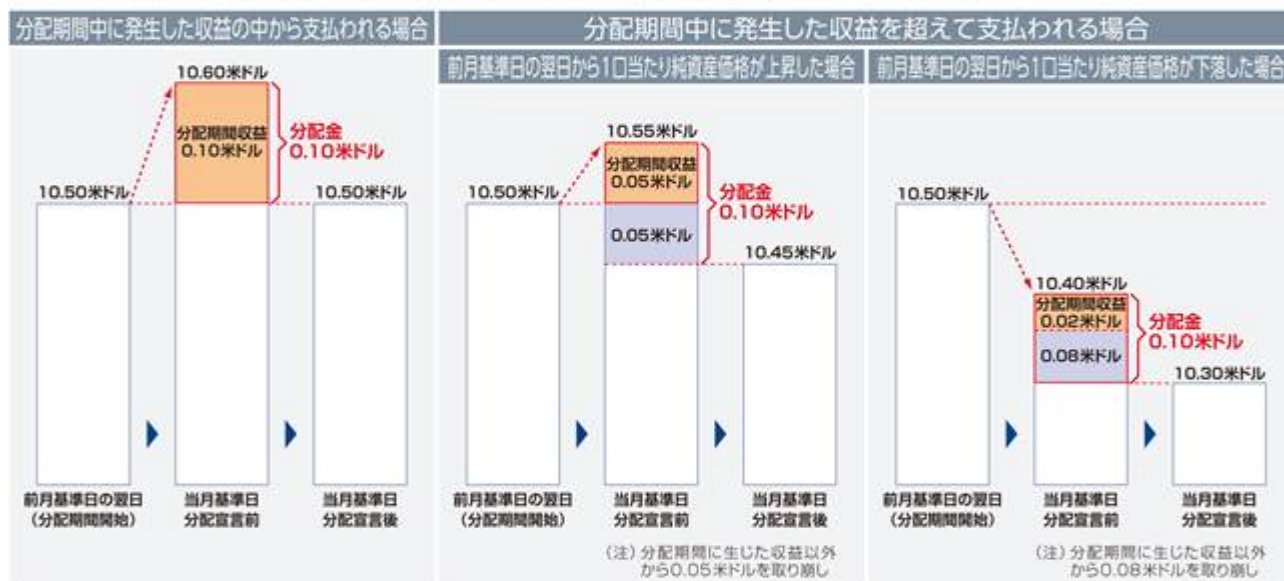 分配期間中に発生した収益の中から支払われる場合
分配期間中に発生した収益を超えて支払われる場合
前月基準日の翌日から1口当たり純資産価格が上昇した場合
前月基準日の翌日から1口当たり純資産価格が下落した場合
10.60米ドル
分配期間収益
0.10米ドル
分配金
0.10米ドル
10.50米ドル
10.50米ドル
前月基準日の翌日
(分配期間開始)
当月基準日
分配宣言前
当月基準日
分配宣言後
10.55米ドル
分配期間収益
0.05米ドル
分配金
0.10米ドル
10.50米ドル
0.05米ドル
10.45米ドル
前月基準日の翌日
(分配期間開始)
当月基準日
分配宣言前
当月基準日
分配宣言後
(注)分配期間に生じた収益以外
から0.05米ドルを取り崩し
10.50米ドル
10.40米ドル
分配期間収益
0.02米ドル
分配金
0.10米ドル
0.08米ドル
10.30米ドル
前月基準日の翌日
(分配期間開始)
当月基準日
分配宣言前
当月基準日
分配宣言後
(注)分配期間に生じた収益以外
から0.08米ドルを取り崩し